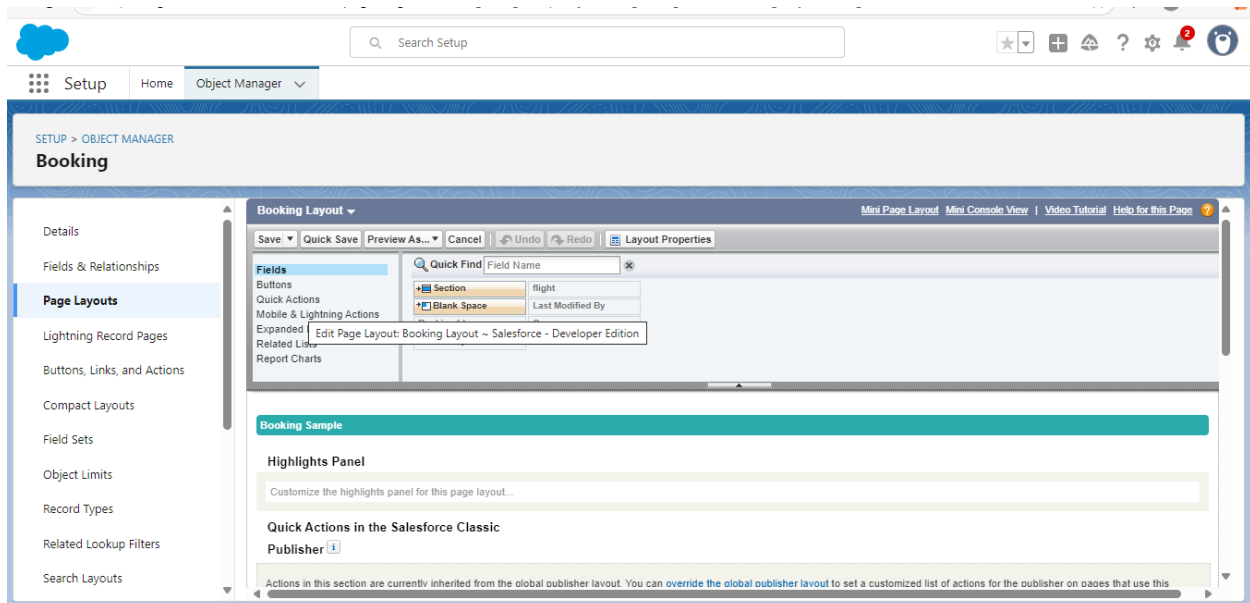 Search Setup
2
Setup
Home
Object Manager
SETUP > OBJECT MANAGER
Booking
Details
Fields & Relationships
Page Layouts
Lightning Record Pages
Buttons, Links, and Actions
Compact Layouts
Field Sets
Object Limits
Record Types
Related Lookup Filters
Search Layouts
Booking Layout
Mini Page Layout Mini Console View | Video Tutorial Help for this Page ?
Save Quick Save Preview As... Cancel Undo Redo Layout Properties
Fields
Buttons
Quick Actions
Mobile & Lightning Actions
Expanded
Related Lists
Report Charts
Quick Find Field Name
Section flight
Blank Space Last Modified By
Edit Page Layout: Booking Layout ~ Salesforce - Developer Edition
Booking Sample
Highlights Panel
Customize the highlights panel for this page layout...
Quick Actions in the Salesforce Classic
Publisher i
Actions in this section are currently inherited from the global publisher layout. You can override the global publisher layout to set a customized list of actions for the publisher on pages that use this